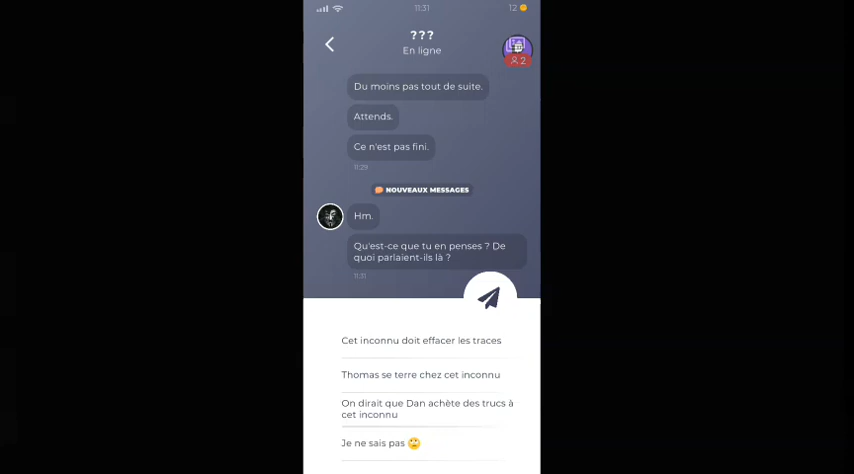 11:31
12
???
En ligne
2
Du moins pas tout de suite.
Attends.
Ce n'est pas fini.
11:29
NOUVEAUX MESSAGES
Hm.
Qu'est-ce que tu en penses ? De
quoi parlaient-ils là ?
11:31
Cet inconnu doit effacer les traces
Thomas se terre chez cet inconnu
On dirait que Dan achète des trucs à
cet inconnu
Je ne sais pas 🙄